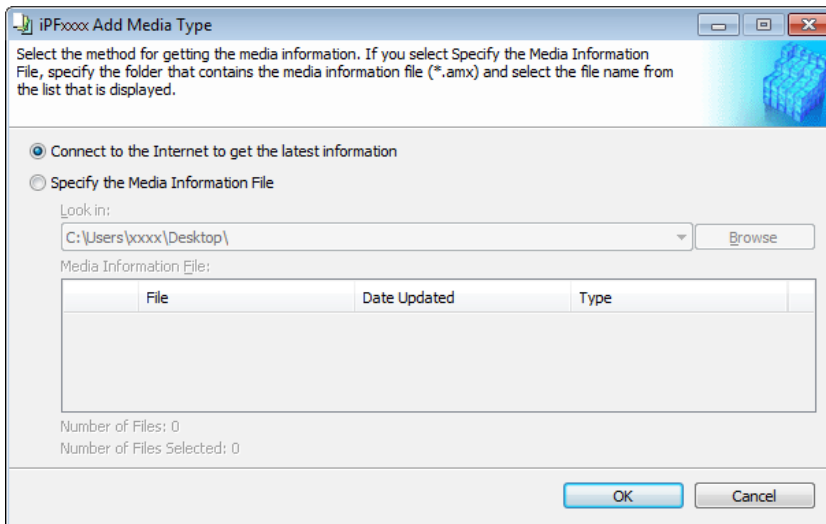 iPFxxxx Add Media Type
Select the method for getting the media information. If you select Specify the Media Information
File, specify the folder that contains the media information file (*.amx) and select the file name from
the list that is displayed.
Connect to the Internet to get the latest information
Specify the Media Information File
Look in:
C:\Users\xxxx\Desktop\
Browse
Media Information File:
File Date Updated Type
Number of Files: 0
Number of Files Selected: 0
OK Cancel